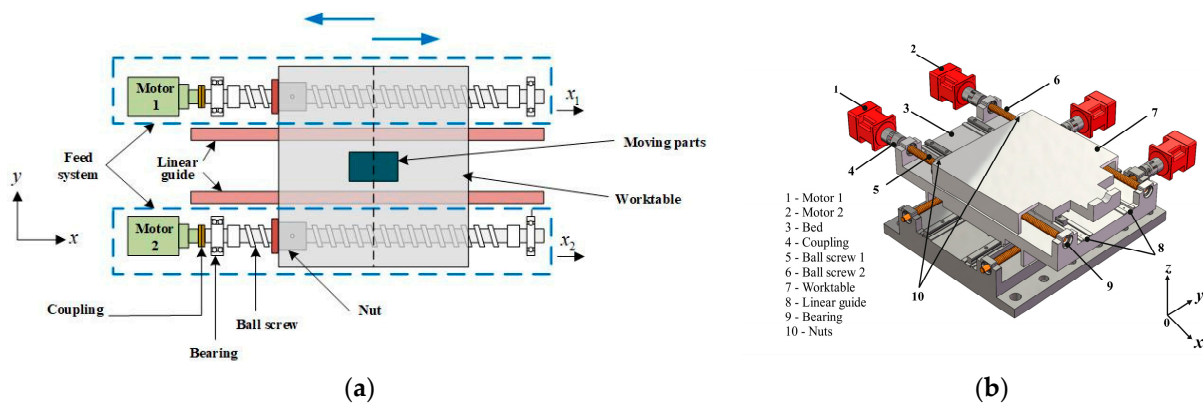 Motor
1
x1
Feed
system
Linear
guide
Moving parts
Worktable
y
x
Motor
2
x2
Coupling
Bearing
Ball screw
Nut
(a)
2
1
3
6
7
4
5
1 - Motor 1
2 - Motor 2
3 - Bed
4 - Coupling
5 - Ball screw 1
6 - Ball screw 2
7 - Worktable
8 - Linear guide
9 - Bearing
10 - Nuts
10
8
9
z
y
0
x
(b)